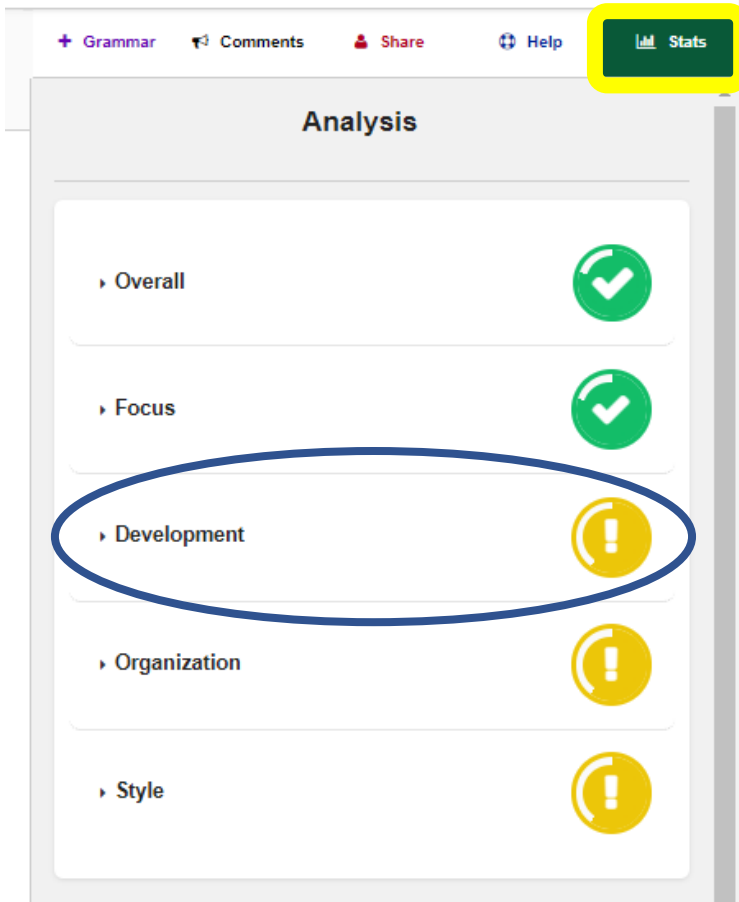 + Grammar Comments Share Help Stats
Analysis
Overall
Focus
Development
Organization
Style